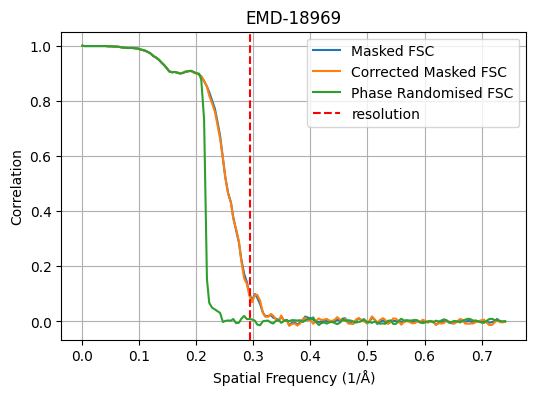 EMD-18969
Masked FSC
Corrected Masked FSC
Phase Randomised FSC
resolution
Correlation
1.0
0.8
0.6
0.4
0.2
0.0
0.0 0.1 0.2 0.3 0.4 0.5 0.6 0.7
Spatial Frequency (1/Å)